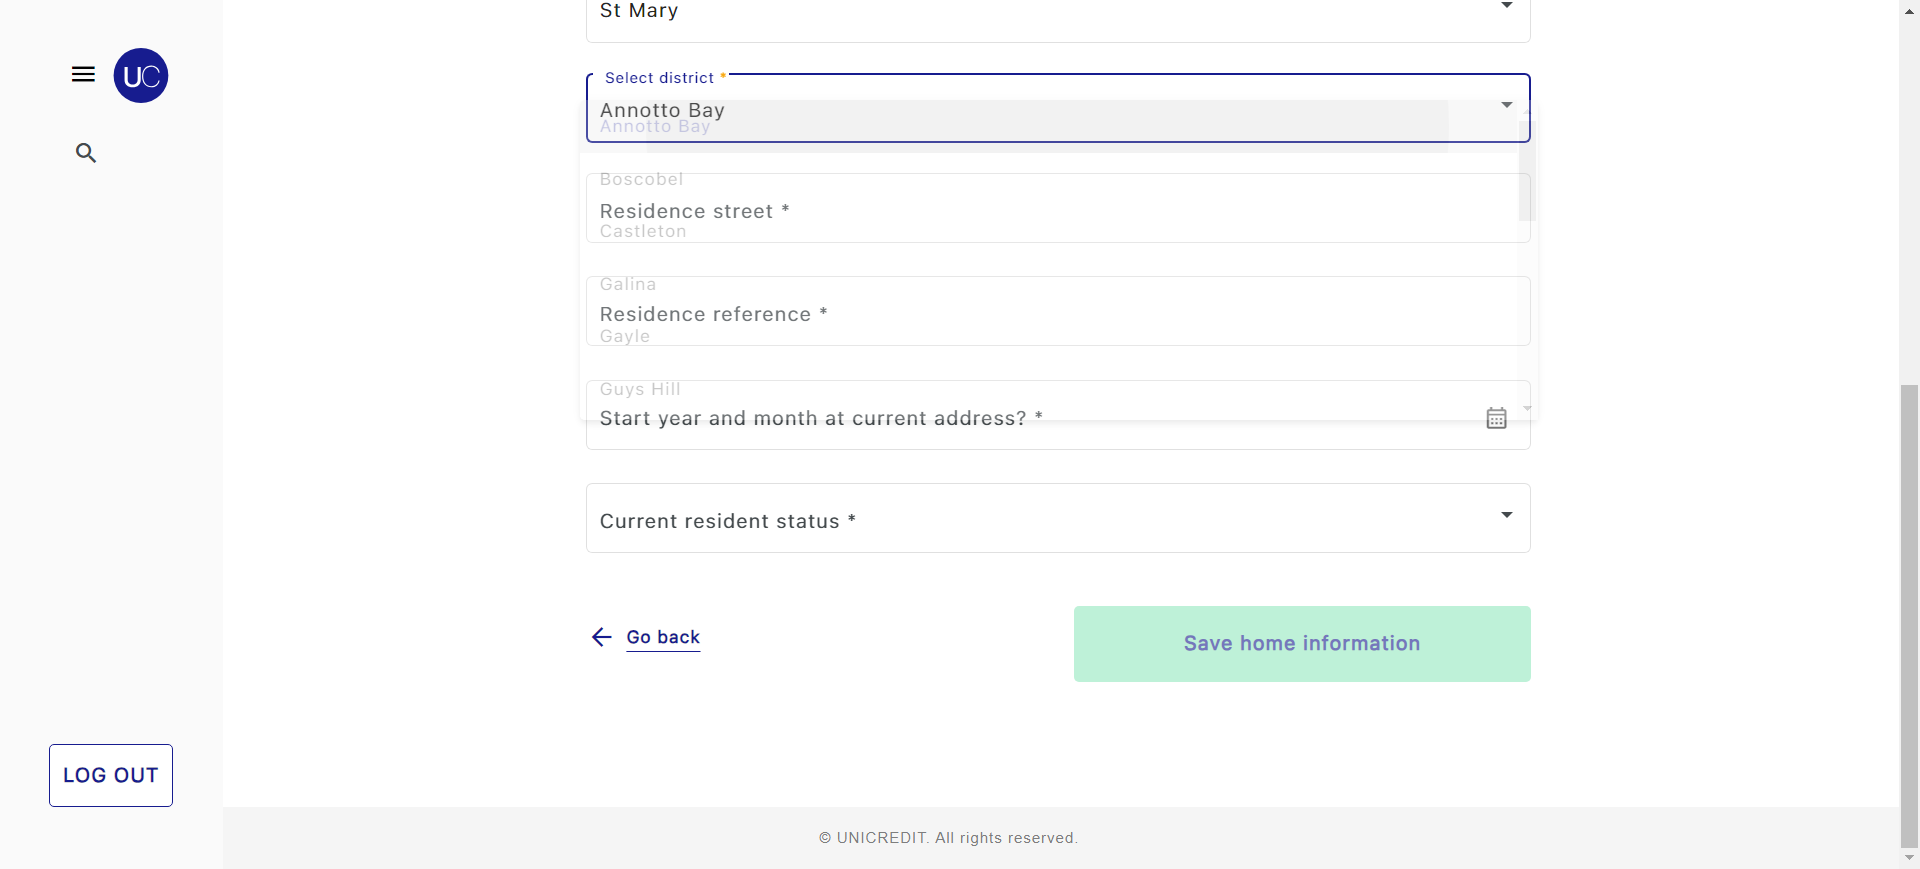 St Mary
UC
Select district *
Annotto Bay
Annotto Bay
Boscobel
Residence street *
Castleton
Galina
Residence reference *
Gayle
Guys Hill
Start year and month at current address? *
Current resident status *
Go back
Save home information
LOG OUT
© UNICREDIT. All rights reserved.